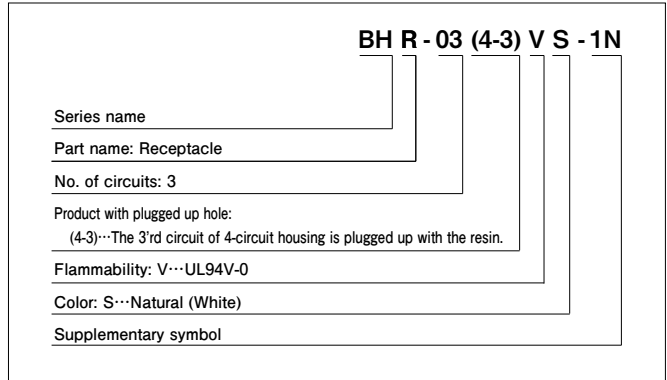 BH R - 03 (4-3) V S - 1N
Series name
Part name: Receptacle
No. of circuits: 3
Product with plugged up hole:
(4-3)···The 3'rd circuit of 4-circuit housing is plugged up with the resin.
Flammability: V···UL94V-0
Color: S···Natural (White)
Supplementary symbol